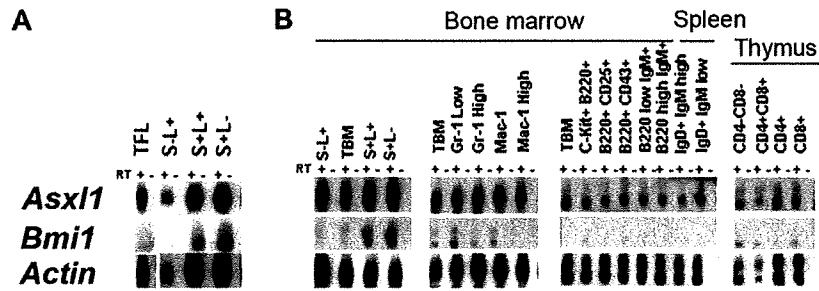 A
TFL
S-L+
S+L+
S+L-
RT + - + - + - + -
Asxl1
Bmi1
Actin
B
Bone marrow
Spleen
Thymus
S-L+
TBM
S+L+
S+L-
TBM
Gr-1 Low
Gr-1 High
Mac-1
Mac-1 High
TBM
C-Kit+ B220+
B220+ CD25+
B220+ CD43+
B220 low IgM+
B220 high IgM+
IgD+ IgM high
IgD+ IgM low
CD4-CD8-
CD4+CD8+
CD4+
CD8+
RT + - + - + - + - + - + - + - + - + - + - + - + - + - + - + - + - + - + - + - + - + -